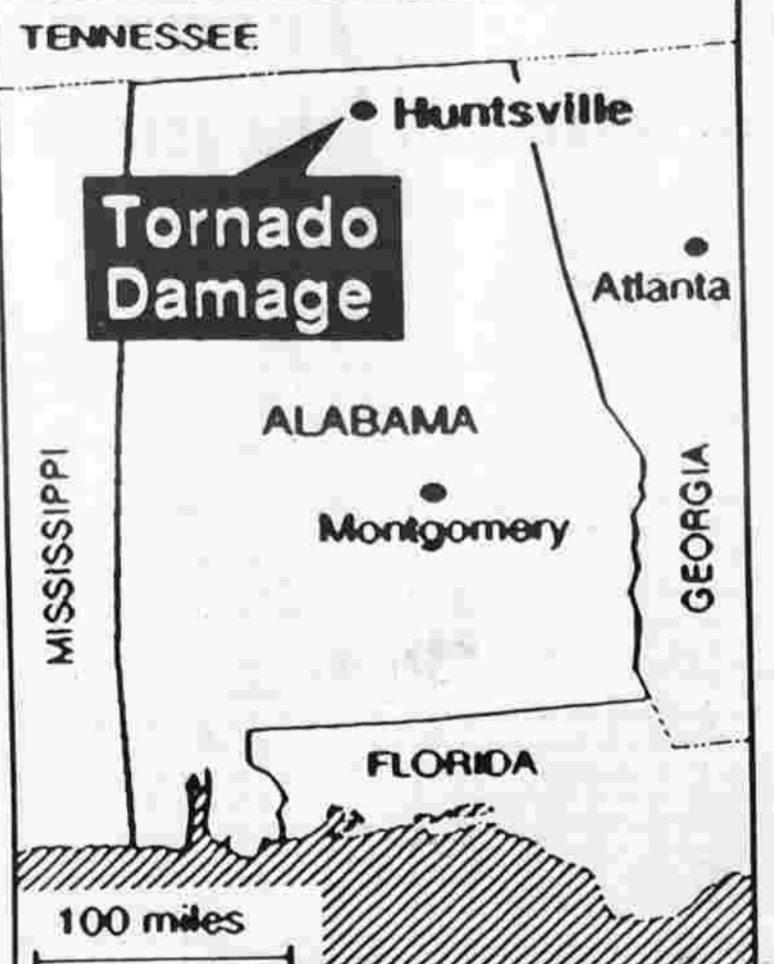 TENNESSEE
Huntsville
Tornado
Damage
Atlanta
ALABAMA
MISSISSIPPI
Montgomery
GEORGIA
FLORIDA
100 miles